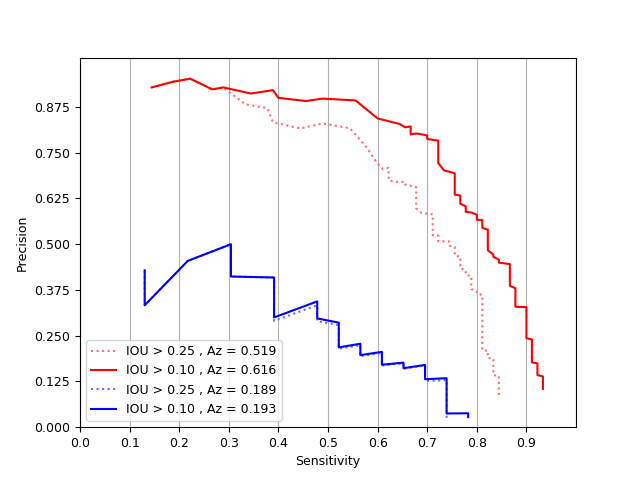 0.875
0.750
0.625
0.500
0.375
0.250
0.125
0.000
Precision
IOU > 0.25 , Az = 0.519
IOU > 0.10 , Az = 0.616
IOU > 0.25 , Az = 0.189
IOU > 0.10 , Az = 0.193
0.0 0.1 0.2 0.3 0.4 0.5 0.6 0.7 0.8 0.9
Sensitivity